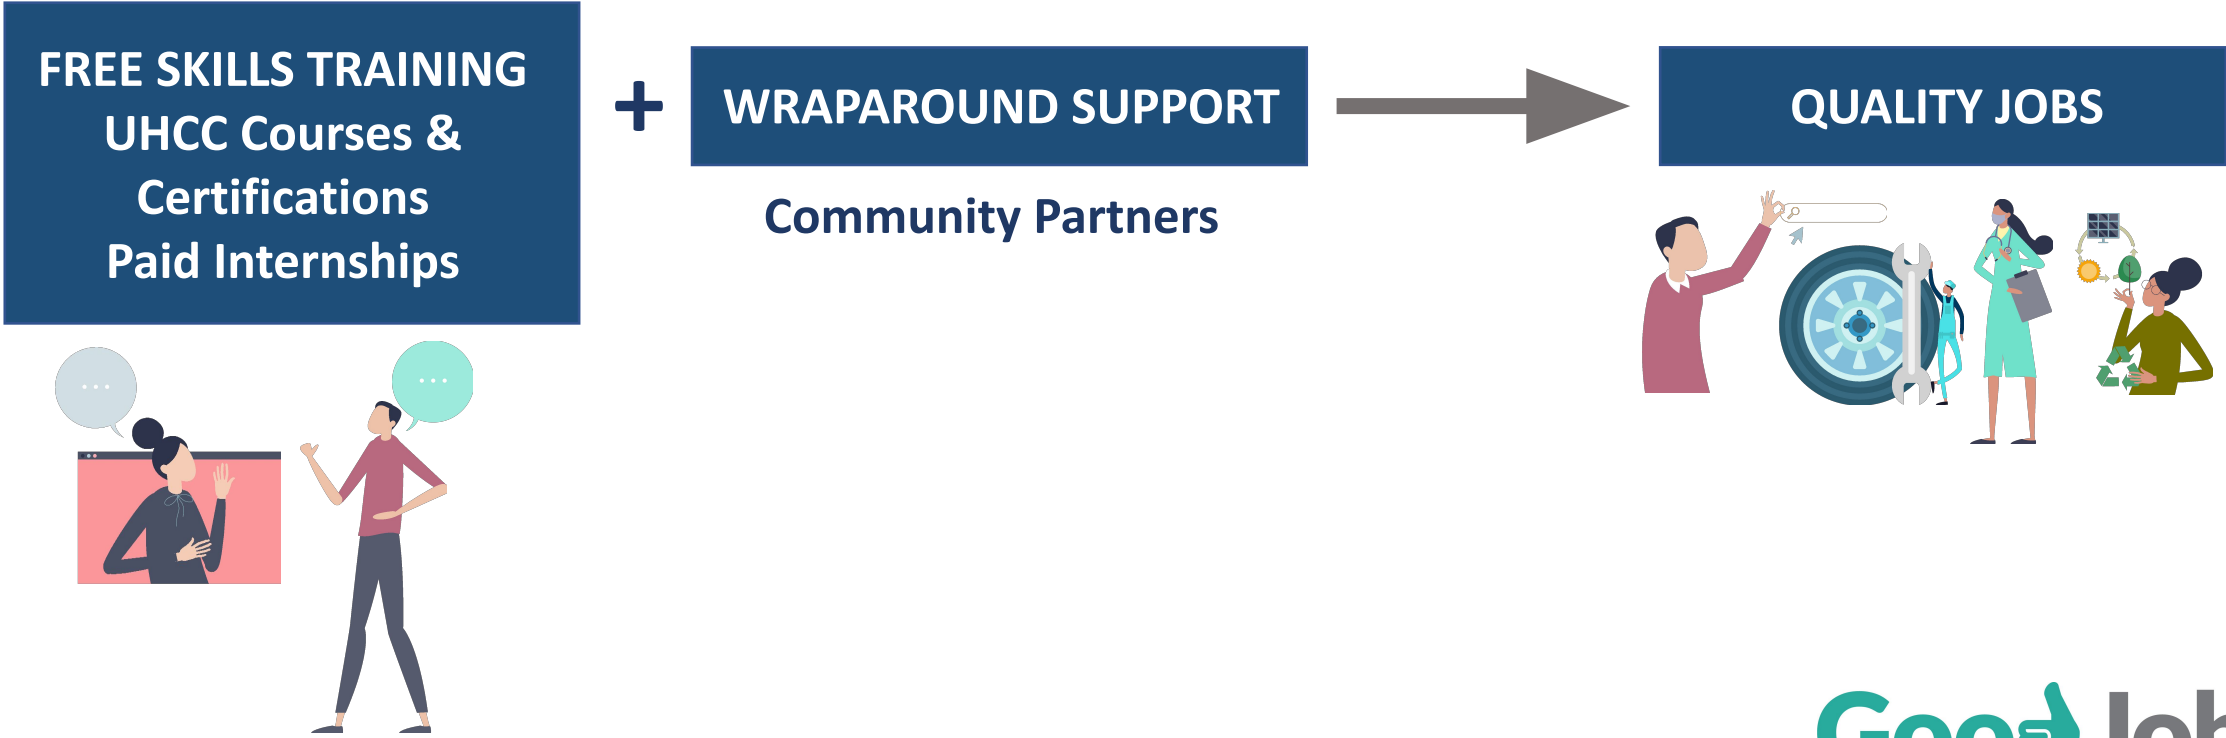 FREE SKILLS TRAINING
UHCC Courses &
Certifications
Paid Internships
+
WRAPAROUND SUPPORT
Community Partners
QUALITY JOBS